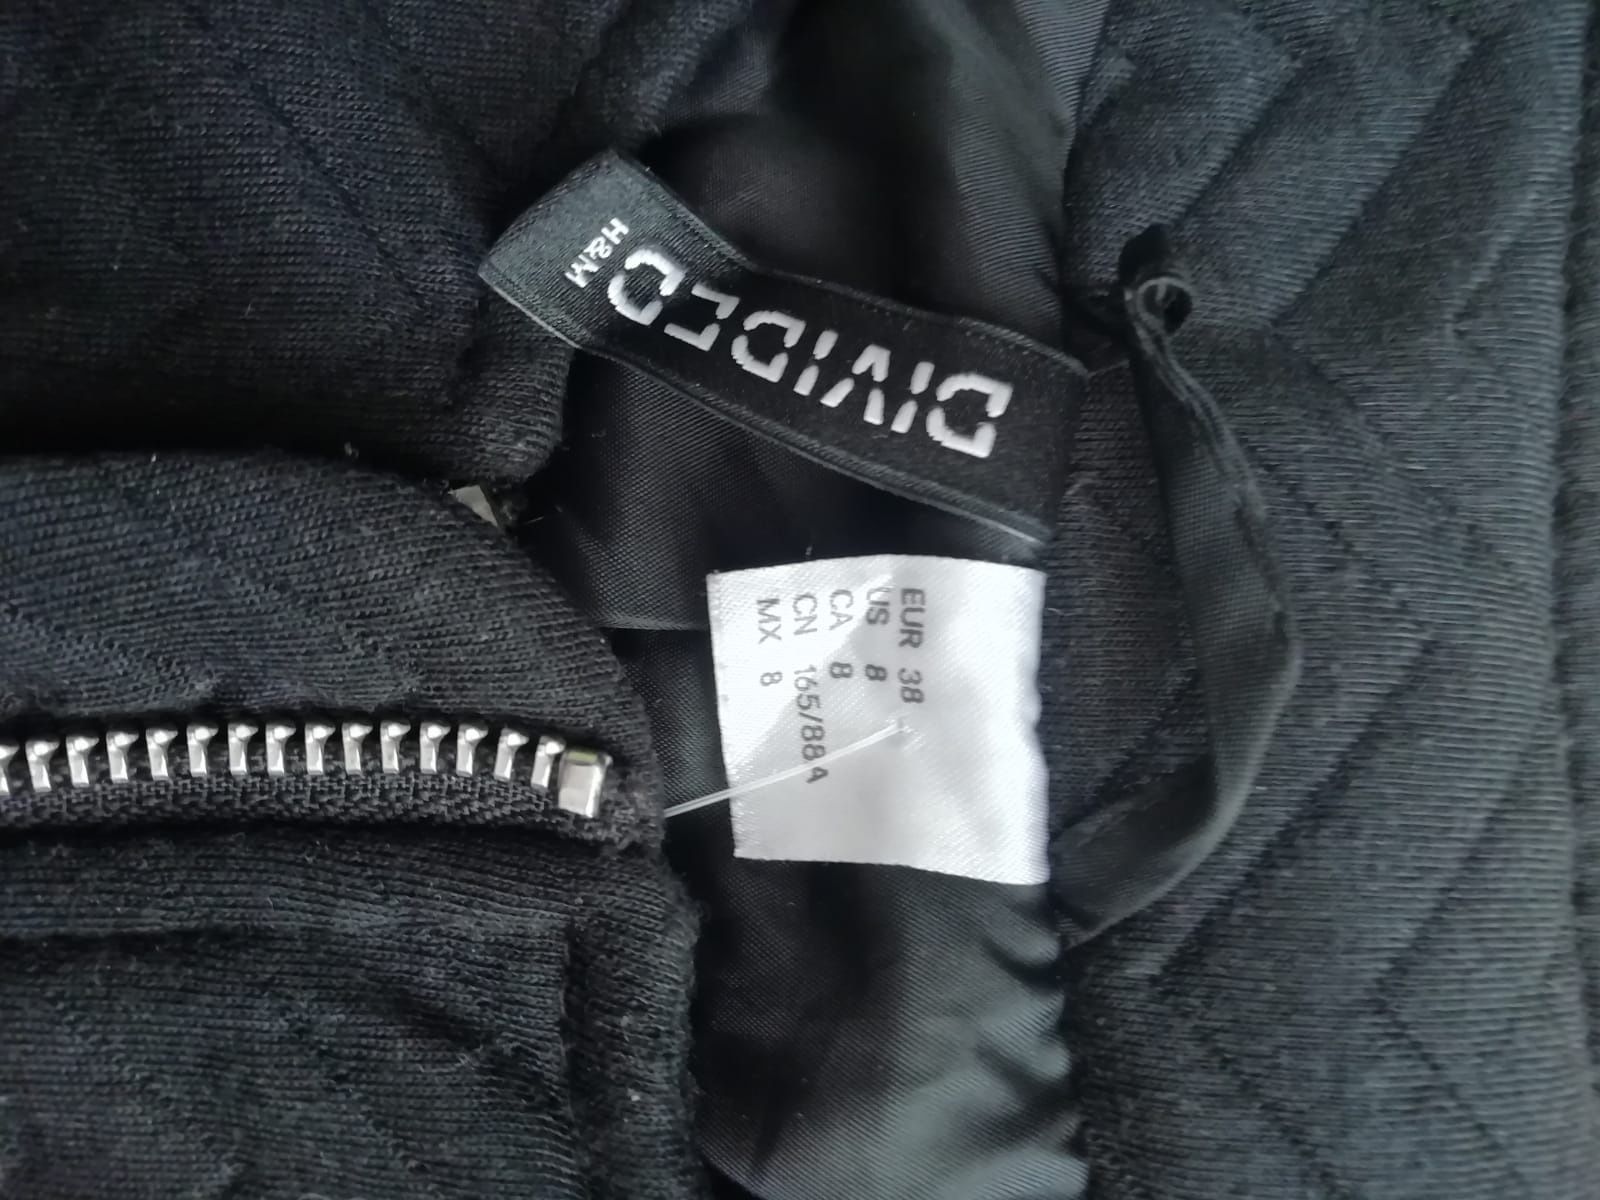 DIVIDED
H&M
EUR 38
US 8
CA 8
CN 165/88A
MX 8